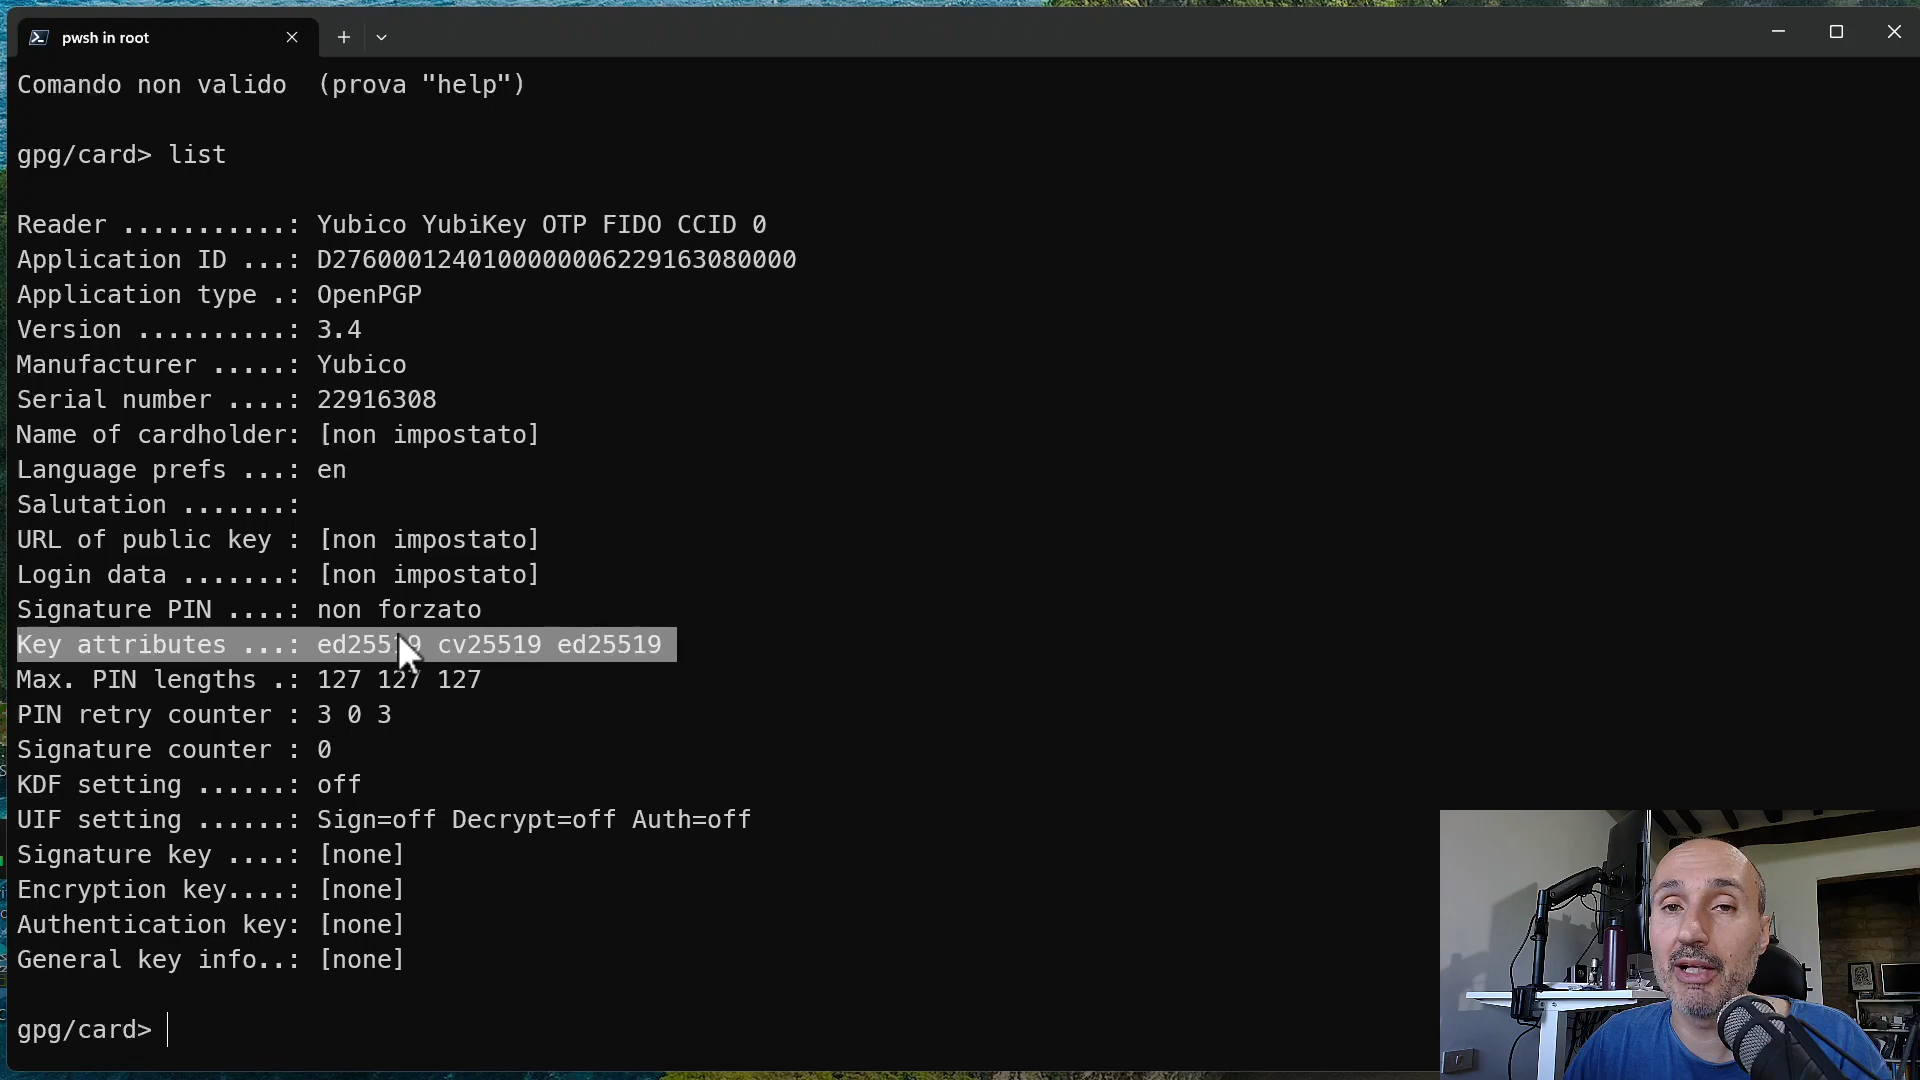 pwsh in root
Comando non valido  (prova "help")
gpg/card> list
Reader ...........: Yubico YubiKey OTP FIDO CCID 0
Application ID ...: D2760001240100000006229163080000
Application type .: OpenPGP
Version ..........: 3.4
Manufacturer .....: Yubico
Serial number ....: 22916308
Name of cardholder: [non impostato]
Language prefs ...: en
Salutation .......:
URL of public key : [non impostato]
Login data .......: [non impostato]
Signature PIN ....: non forzato
Key attributes ...: ed25519 cv25519 ed25519
Max. PIN lengths .: 127 127 127
PIN retry counter : 3 0 3
Signature counter : 0
KDF setting ......: off
UIF setting ......: Sign=off Decrypt=off Auth=off
Signature key ....: [none]
Encryption key....: [none]
Authentication key: [none]
General key info..: [none]
gpg/card>